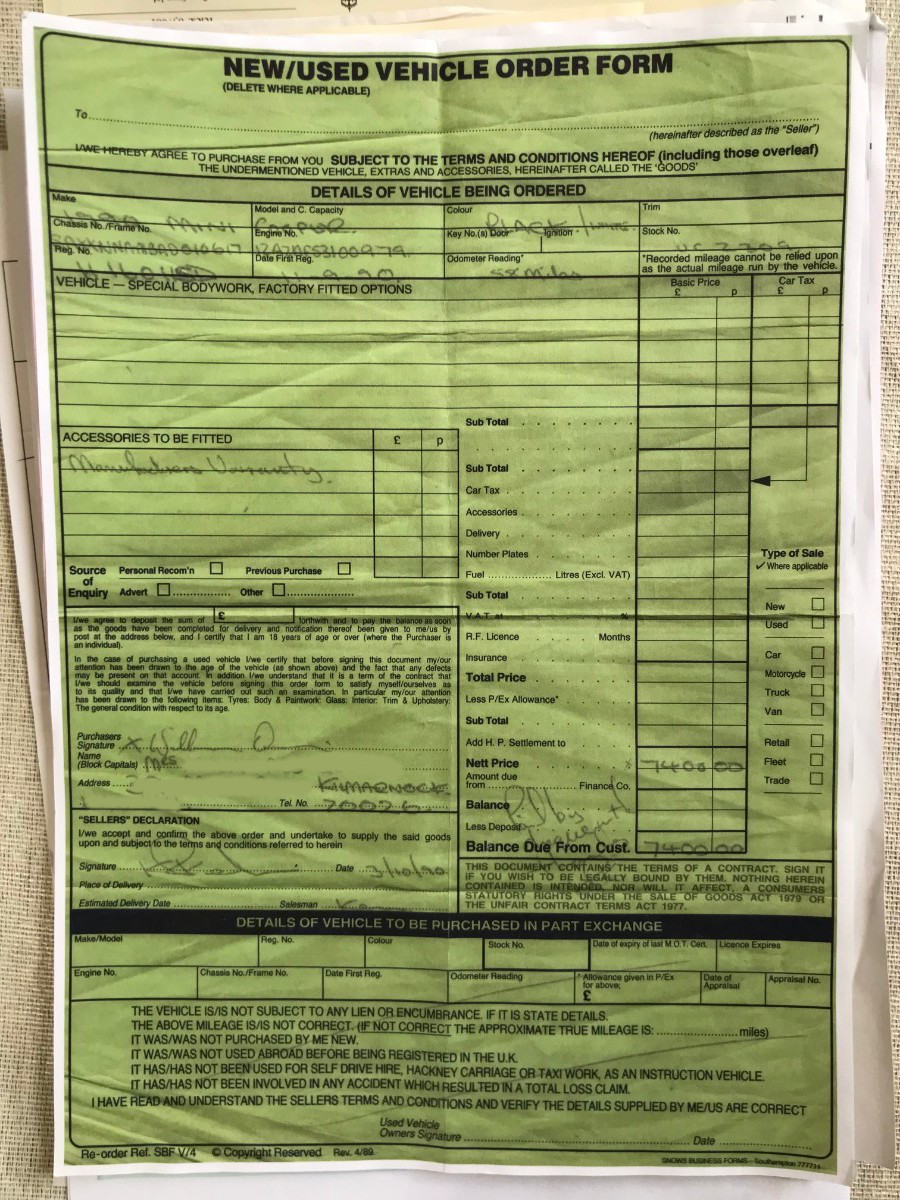 NEW/USED VEHICLE ORDER FORM
(DELETE WHERE APPLICABLE)
To
(hereinafter described as the "Seller")
I/WE HEREBY AGREE TO PURCHASE FROM YOU SUBJECT TO THE TERMS AND CONDITIONS HEREOF (including those overleaf)
THE UNDERMENTIONED VEHICLE, EXTRAS AND ACCESSORIES, HEREINAFTER CALLED THE 'GOODS'
DETAILS OF VEHICLE BEING ORDERED
Make Model and C. Capacity Colour Trim
Mini Cooper Black/White
Chassis No./Frame No. Engine No. Key No.(s) Door Ignition Stock No.
Reg. No. Date First Reg. Odometer Reading* *Recorded mileage cannot be relied upon
9.90 58 Miles as the actual mileage run by the vehicle.
VEHICLE — SPECIAL BODYWORK, FACTORY FITTED OPTIONS Basic Price Car Tax
£ p £ p
Sub Total
ACCESSORIES TO BE FITTED £ p
Manufacturers Warranty
Sub Total
Car Tax
Accessories
Delivery
Number Plates
Fuel Litres (Excl. VAT)
Sub Total
V.A.T. at %
R.F. Licence Months
Insurance
Total Price
Less P/Ex Allowance*
Sub Total
Add H. P. Settlement to
Nett Price 7400 00
Amount due
from Finance Co.
Balance
Less Deposit
Balance Due From Cust. 7400 00
Type of Sale
✓ Where applicable
New
Used
Car
Motorcycle
Truck
Van
Retail
Fleet
Trade
Source of Enquiry Personal Recom'n Previous Purchase
Advert Other
I/we agree to deposit the sum of £ forthwith and to pay the balance as soon
as the goods have been completed for delivery and notification thereof been given to me/us by
post at the address below, and I certify that I am 18 years of age or over (where the Purchaser is
an individual).
In the case of purchasing a used vehicle I/we certify that before signing this document my/our
attention has been drawn to the age of the vehicle (as shown above) and the fact that any defects
may be present on that account. In addition I/we understand that it is a term of the contract that
I/we should examine the vehicle before signing this order form to satisfy myself/ourselves as
to its quality and that I/we have carried out such an examination. In particular my/our attention
has been drawn to the following items: Tyres: Body & Paintwork: Glass: Interior: Trim & Upholstery:
The general condition with respect to its age.
Purchasers
Signature
Name
(Block Capitals) Mrs
Address KILMARNOCK
Tel. No.
"SELLERS" DECLARATION
I/We accept and confirm the above order and undertake to supply the said goods
upon and subject to the terms and conditions referred to herein
Signature Date 3/10/90
Place of Delivery
Estimated Delivery Date Salesman
THIS DOCUMENT CONTAINS THE TERMS OF A CONTRACT. SIGN IT
IF YOU WISH TO BE LEGALLY BOUND BY THEM. NOTHING HEREIN
CONTAINED IS INTENDED, NOR WILL IT AFFECT, A CONSUMERS
STATUTORY RIGHTS UNDER THE SALE OF GOODS ACT 1979 OR
THE UNFAIR CONTRACT TERMS ACT 1977.
DETAILS OF VEHICLE TO BE PURCHASED IN PART EXCHANGE
Make/Model Reg. No. Colour Stock No. Date of expiry of last M.O.T. Cert. Licence Expires
Engine No. Chassis No./Frame No. Date First Reg. Odometer Reading *Allowance given in P/Ex for above; £ Date of Appraisal Appraisal No.
THE VEHICLE IS/IS NOT SUBJECT TO ANY LIEN OR ENCUMBRANCE. IF IT IS STATE DETAILS.
THE ABOVE MILEAGE IS/IS NOT CORRECT. (IF NOT CORRECT THE APPROXIMATE TRUE MILEAGE IS: miles)
IT WAS/WAS NOT PURCHASED BY ME NEW.
IT WAS/WAS NOT USED ABROAD BEFORE BEING REGISTERED IN THE U.K.
IT HAS/HAS NOT BEEN USED FOR SELF DRIVE HIRE, HACKNEY CARRIAGE OR TAXI WORK, AS AN INSTRUCTION VEHICLE.
IT HAS/HAS NOT BEEN INVOLVED IN ANY ACCIDENT WHICH RESULTED IN A TOTAL LOSS CLAIM.
I HAVE READ AND UNDERSTAND THE SELLERS TERMS AND CONDITIONS AND VERIFY THE DETAILS SUPPLIED BY ME/US ARE CORRECT
Used Vehicle
Owners Signature Date
Re-order Ref. SBF V/4 © Copyright Reserved Rev. 4/89 SNOWS BUSINESS FORMS – Southampton